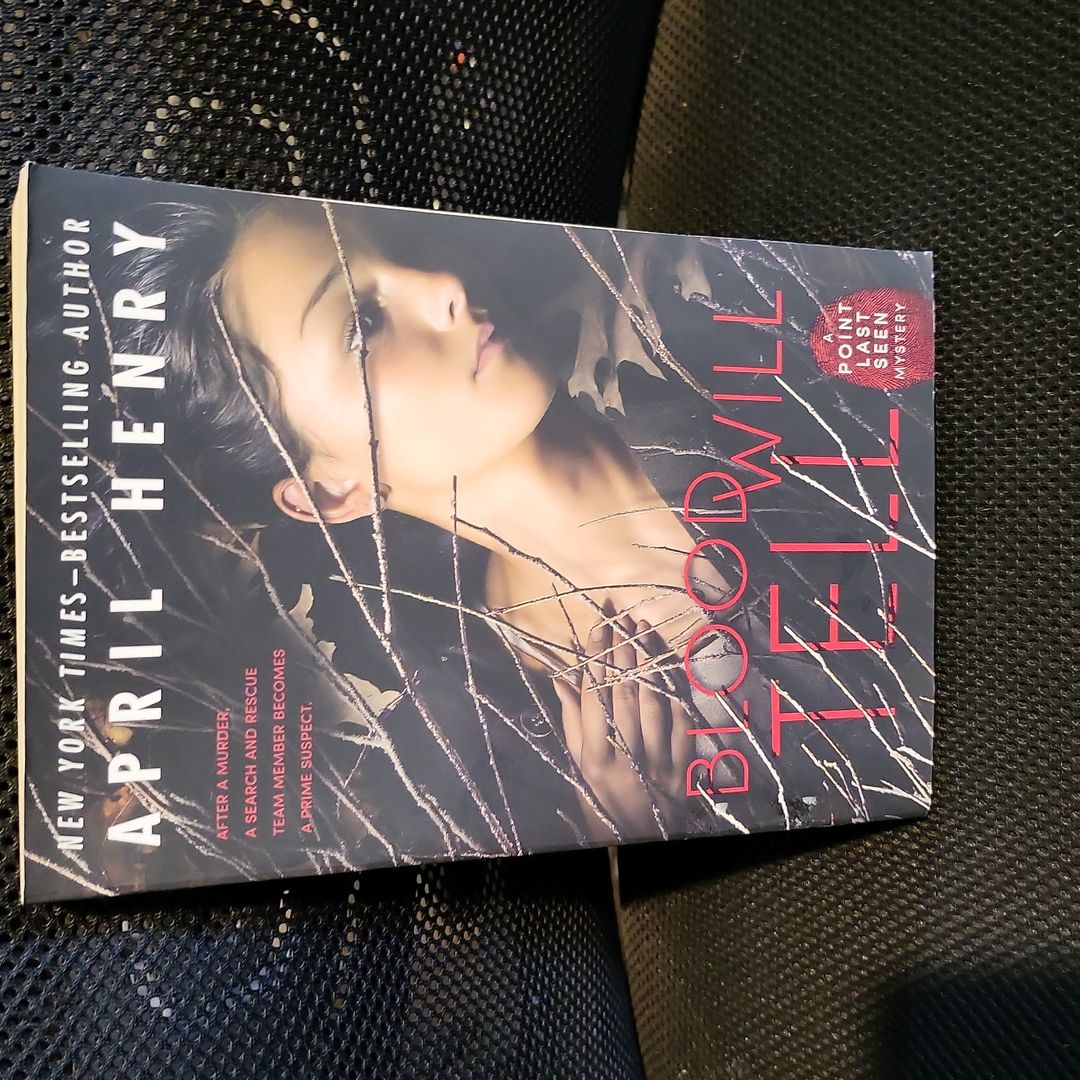 NEW YORK TIMES–BESTSELLING AUTHOR
APRIL HENRY
AFTER A MURDER,
A SEARCH AND RESCUE
TEAM MEMBER BECOMES
A PRIME SUSPECT.
BLOOD WILL
TELL
A
POINT
LAST
SEEN
MYSTERY